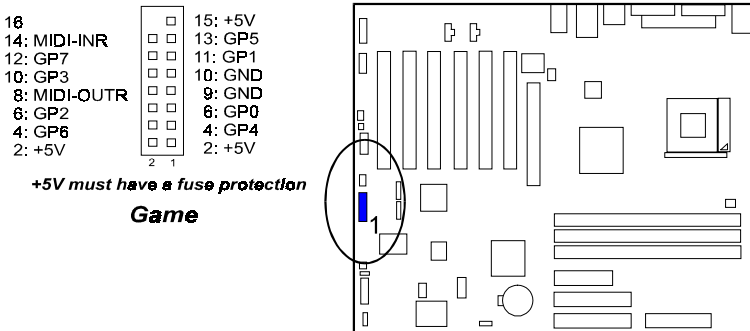 16
14: MIDI-INR
12: GP7
10: GP3
8: MIDI-OUTR
6: GP2
4: GP6
2: +5V
15: +5V
13: GP5
11: GP1
10: GND
9: GND
6: GP0
4: GP4
2: +5V
2 1
+5V must have a fuse protection
Game
1